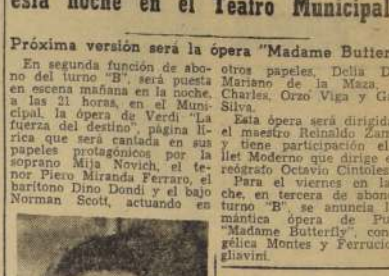 esta noche en el Teatro Municipal
Próxima versión será la ópera "Madame Butter
En segunda función de abo-
no del turno "B", será puesta
en escena mañana en la noche,
a las 21 horas, en el Muni-
cipal, la ópera de Verdi "La
fuerza del destino", página lí-
rica que será cantada en sus
papeles protagónicos por la
soprano Mija Novich, el te-
nor Piero Miranda Ferraro, el
barítono Dino Dondi y el bajo
Norman Scott, actuando en
otros papeles, Delia D
Mariano de la Maza,
Charles, Orzo Viga y G
Silva.
Esta ópera será dirigida
el maestro Reinaldo Zam
y tiene participación el
llet Moderno que dirige e
reógrafo Octavio Cintoles
Para el viernes en l
che, en tercera de abon
turno "B", se anuncia l
mántica ópera de Pu
"Madame Butterfly", con
gélica Montes y Ferrucio
gliavini.